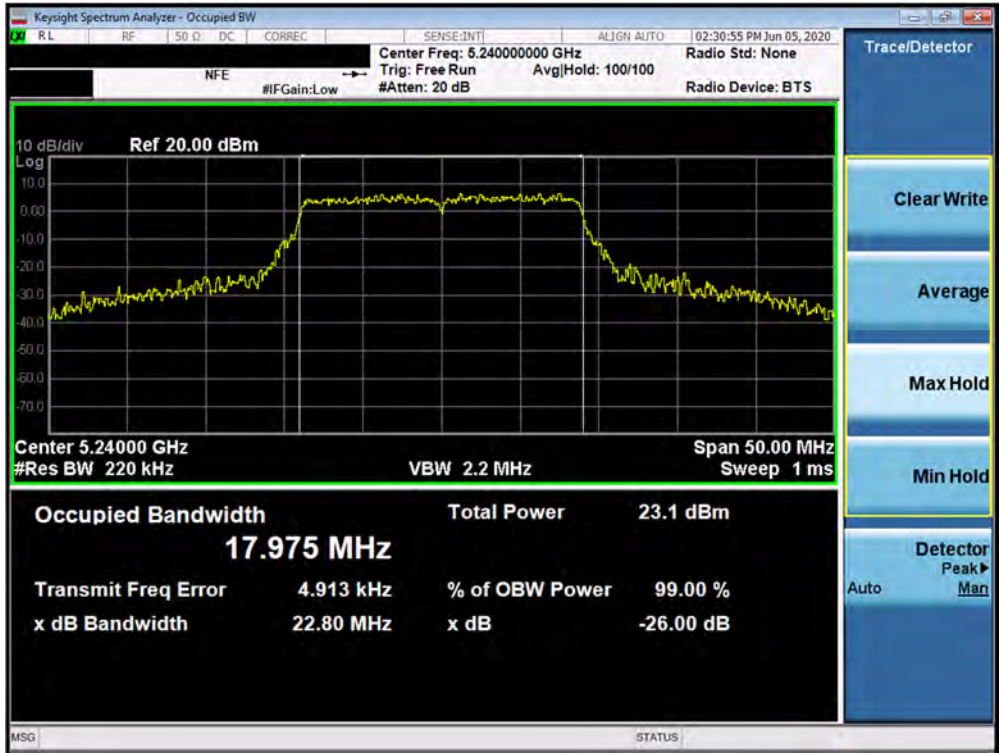 Keysight Spectrum Analyzer - Occupied BW
LXI RL RF 50 Ω DC CORREC SENSE:INT ALIGN AUTO 02:30:55 PM Jun 05, 2020
Center Freq: 5.240000000 GHz Radio Std: None
NFE Trig: Free Run Avg|Hold: 100/100
#IFGain:Low #Atten: 20 dB Radio Device: BTS
10 dB/div Ref 20.00 dBm
Log
10.0
0.00
-10.0
-20.0
-30.0
-40.0
-50.0
-60.0
-70.0
Center 5.24000 GHz Span 50.00 MHz
#Res BW 220 kHz VBW 2.2 MHz Sweep 1 ms
Occupied Bandwidth Total Power 23.1 dBm
17.975 MHz
Transmit Freq Error 4.913 kHz % of OBW Power 99.00 %
x dB Bandwidth 22.80 MHz x dB -26.00 dB
MSG STATUS
Trace/Detector
Clear Write
Average
Max Hold
Min Hold
Detector
Peak▶
Auto Man